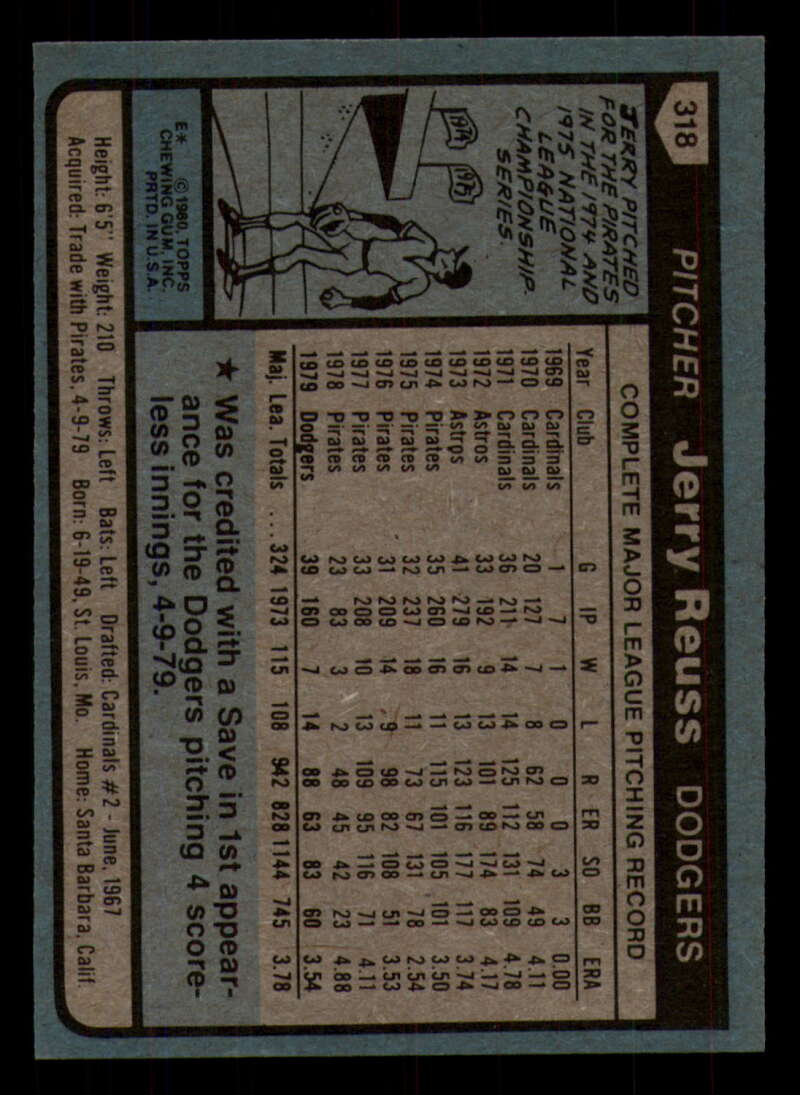 318
PITCHER Jerry Reuss DODGERS
JERRY PITCHED
FOR THE PIRATES
IN THE 1974 AND
1975 NATIONAL
LEAGUE
CHAMPIONSHIP
SERIES.
1974
1975
E* © 1980, TOPPS
CHEWING GUM, INC.
PRTD. IN U.S.A.
COMPLETE MAJOR LEAGUE PITCHING RECORD
Year Club G IP W L R ER SO BB ERA
1969 Cardinals 1 7 1 0 0 0 3 3 0.00
1970 Cardinals 20 127 7 8 62 58 74 49 4.11
1971 Cardinals 36 211 14 14 125 112 131 109 4.78
1972 Astros 33 192 9 13 101 89 174 83 4.17
1973 Astros 41 279 16 13 123 116 177 117 3.74
1974 Pirates 35 260 16 11 115 101 105 101 3.50
1975 Pirates 32 237 18 11 73 67 131 78 2.54
1976 Pirates 31 209 14 9 98 82 108 51 3.53
1977 Pirates 33 208 10 13 109 95 116 71 4.11
1978 Pirates 23 83 3 2 48 45 42 23 4.88
1979 Dodgers 39 160 7 14 88 63 83 60 3.54
Maj. Lea. Totals ... 324 1973 115 108 942 828 1144 745 3.78
★ Was credited with a Save in 1st appear-
ance for the Dodgers pitching 4 score-
less innings, 4-9-79.
Height: 6'5" Weight: 210 Throws: Left Bats: Left Drafted: Cardinals #2 - June, 1967
Acquired: Trade with Pirates, 4-9-79 Born: 6-19-49, St. Louis, Mo. Home: Santa Barbara, Calif.